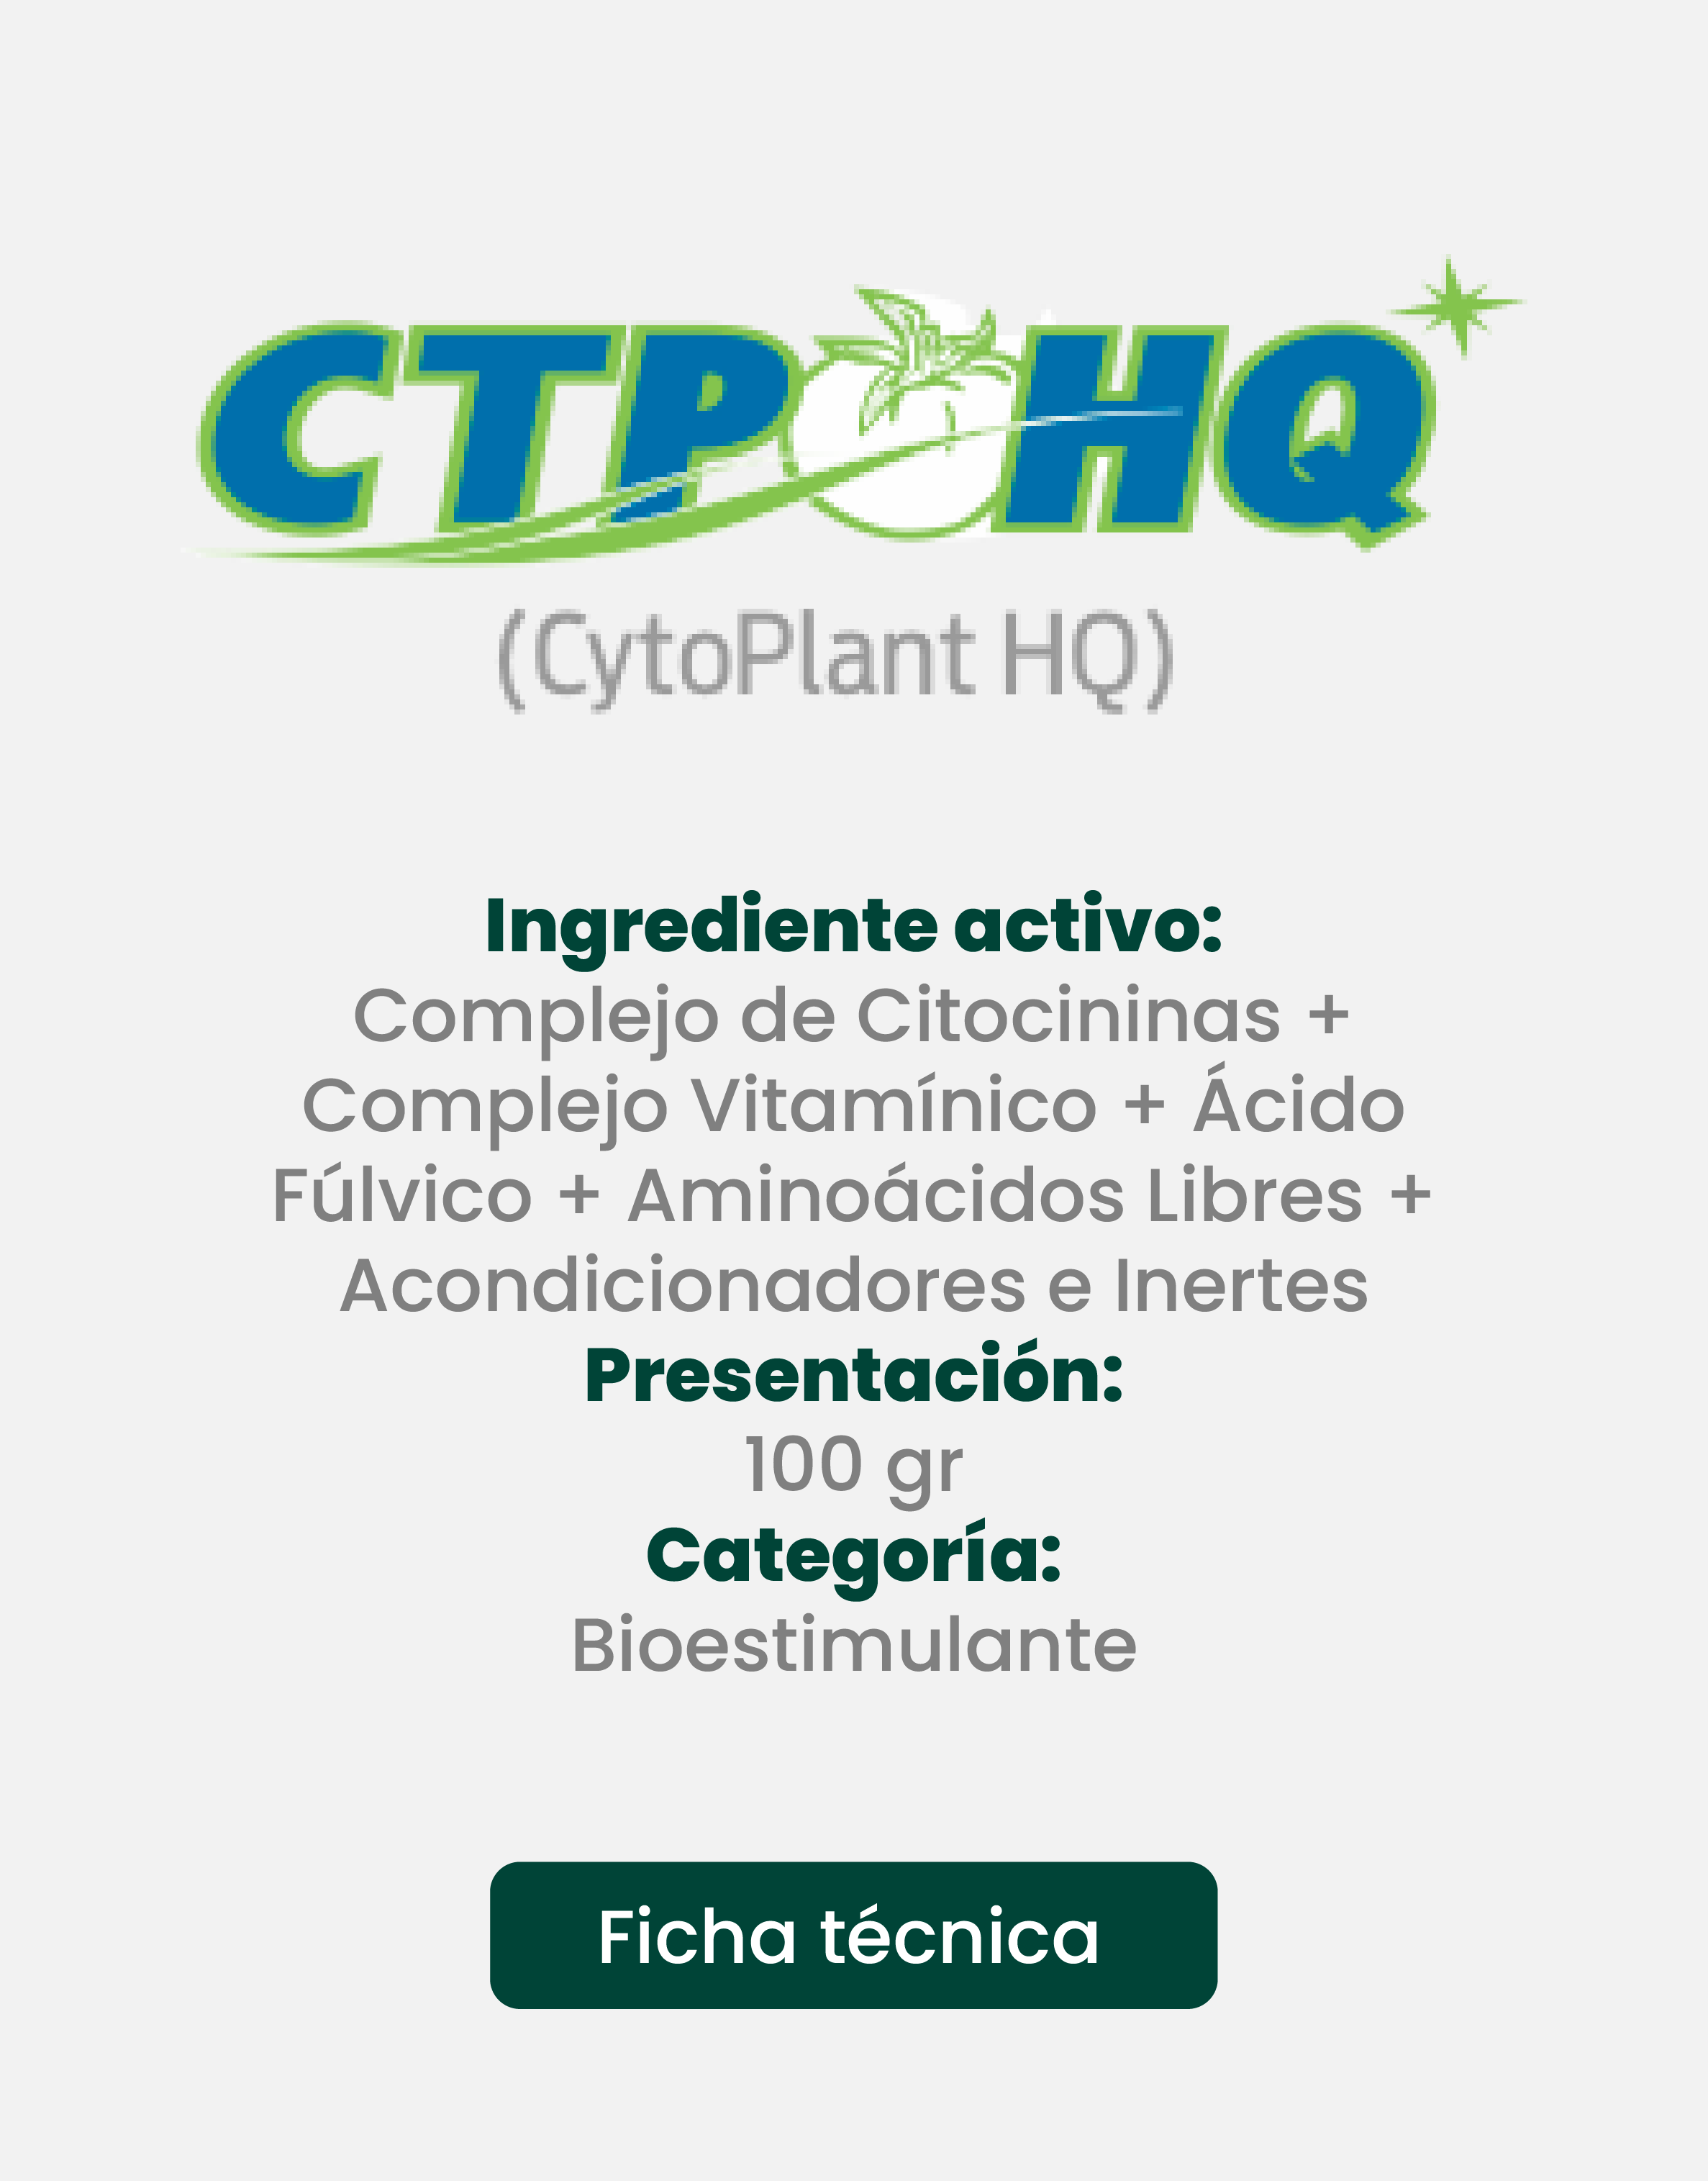 CTP HQ
(CytoPlant HQ)
Ingrediente activo:
Complejo de Citocininas +
Complejo Vitamínico + Ácido
Fúlvico + Aminoácidos Libres +
Acondicionadores e Inertes
Presentación:
100 gr
Categoría:
Bioestimulante
Ficha técnica